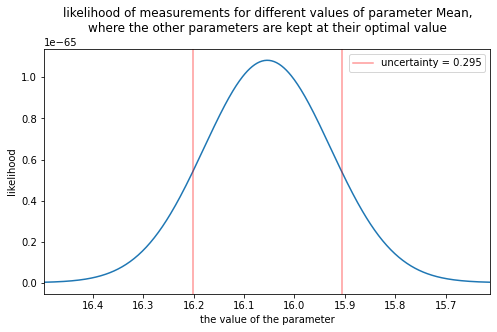 likelihood of measurements for different values of parameter Mean,
where the other parameters are kept at their optimal value
1e−65
uncertainty = 0.295
1.0
0.8
0.6
0.4
0.2
0.0
likelihood
16.4 16.3 16.2 16.1 16.0 15.9 15.8 15.7
the value of the parameter